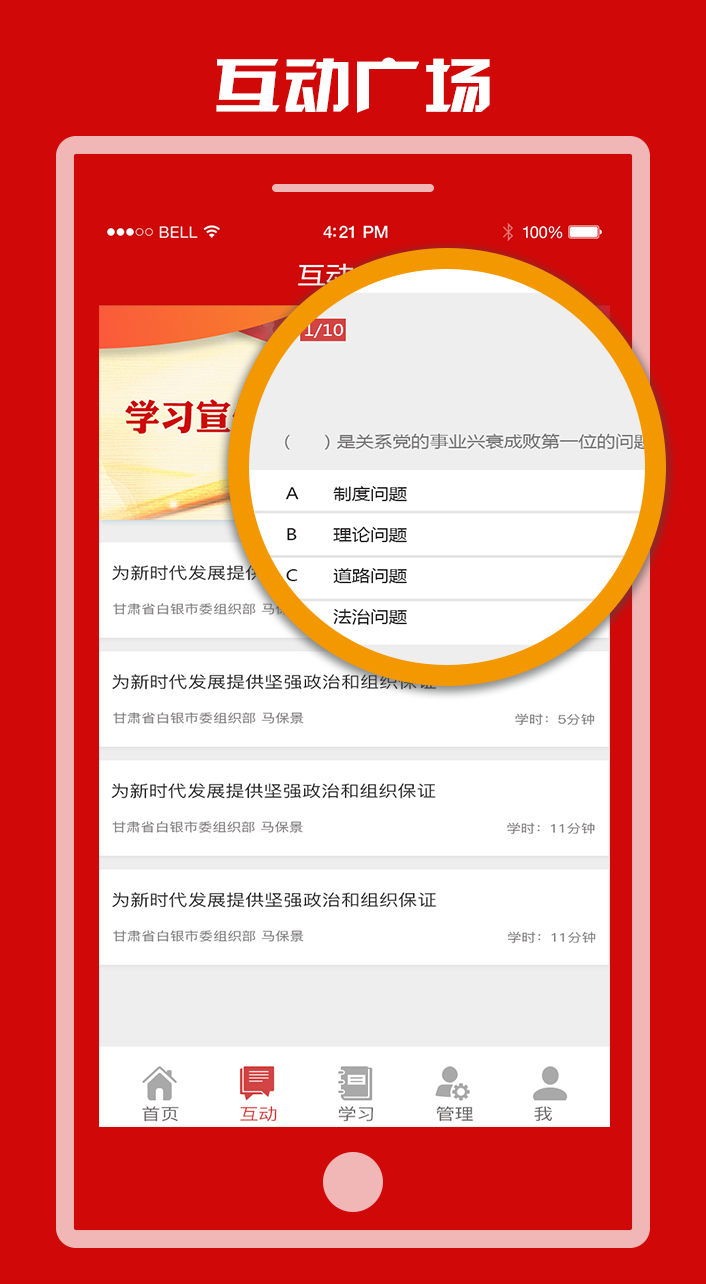 互动广场
BELL 4:21 PM 100%
互动
1/10
学习宣
（ ）是关系党的事业兴衰成败第一位的问题
A 制度问题
B 理论问题
C 道路问题
法治问题
为新时代发展提供
甘肃省白银市委组织部 马保
为新时代发展提供坚强政治和组织保证
甘肃省白银市委组织部 马保景 学时：5分钟
为新时代发展提供坚强政治和组织保证
甘肃省白银市委组织部 马保景 学时：11分钟
为新时代发展提供坚强政治和组织保证
甘肃省白银市委组织部 马保景 学时：11分钟
首页 互动 学习 管理 我